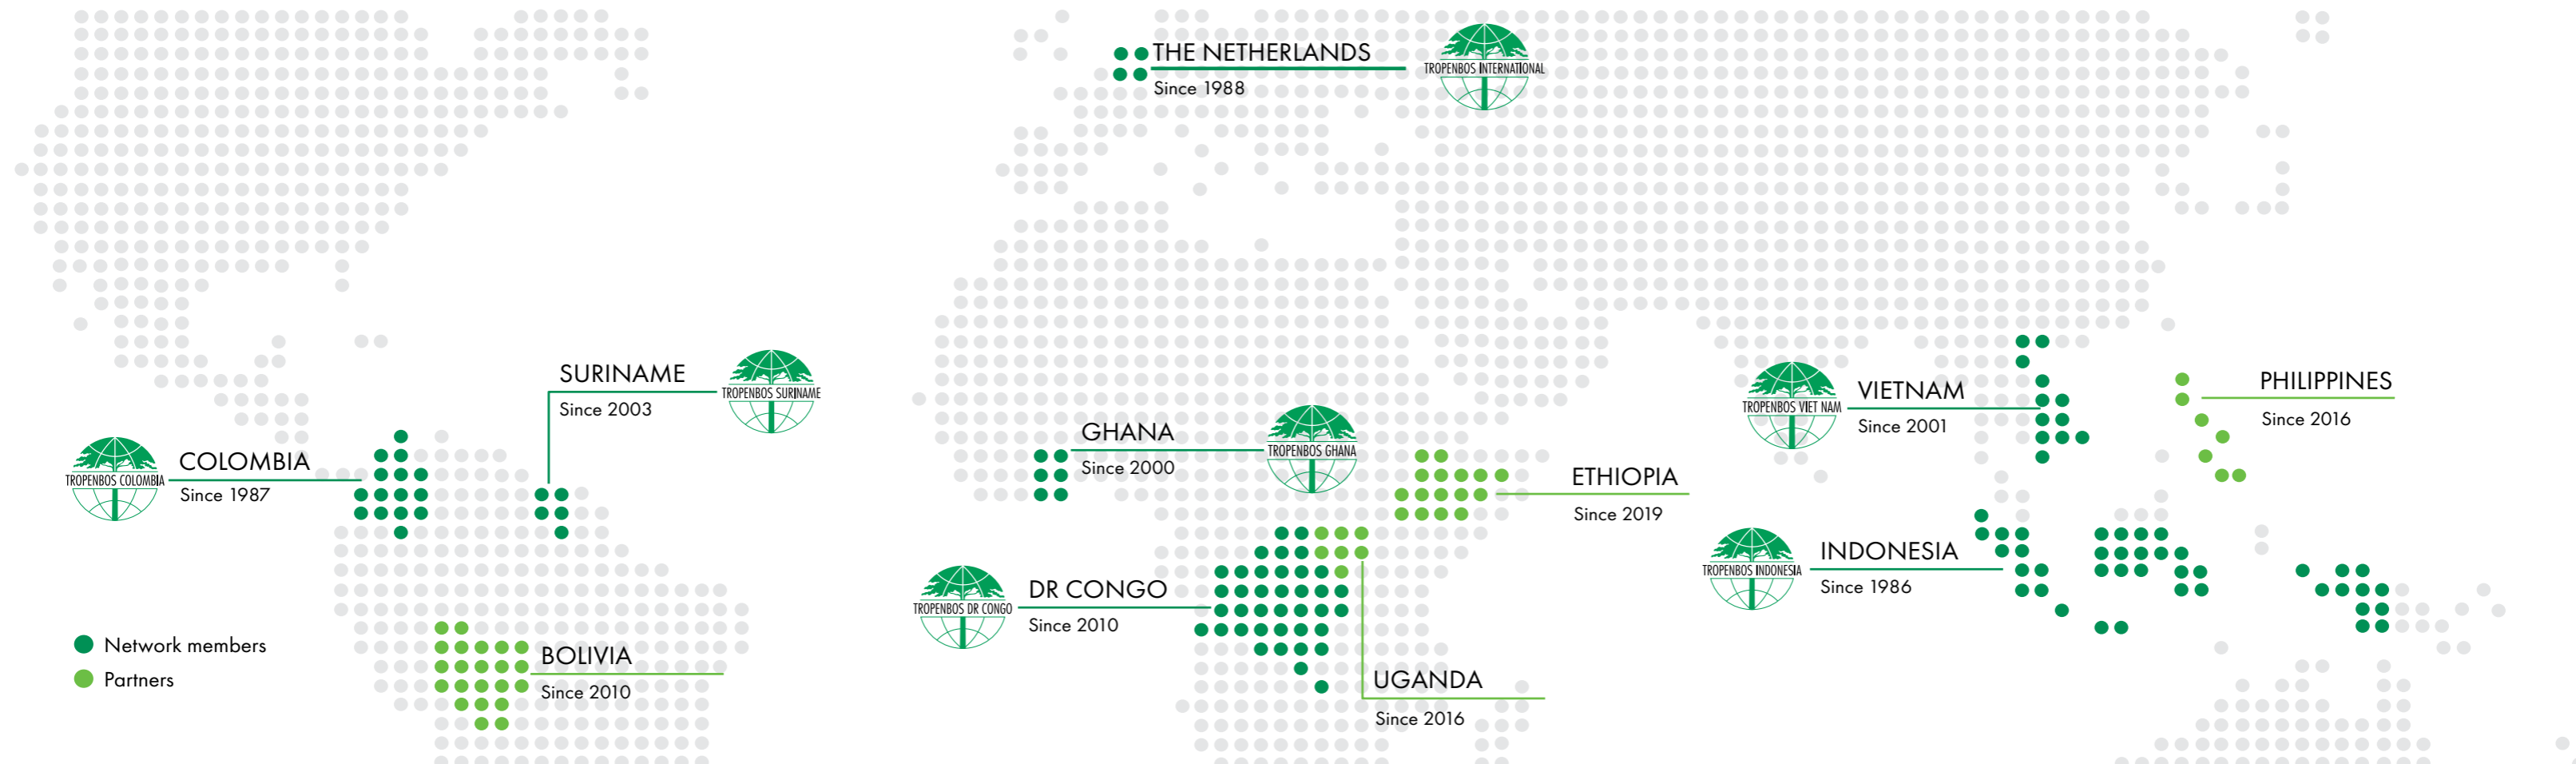 THE NETHERLANDS
Since 1988
TROPENBOS INTERNATIONAL
SURINAME
Since 2003
TROPENBOS SURINAME
COLOMBIA
Since 1987
TROPENBOS COLOMBIA
GHANA
Since 2000
TROPENBOS GHANA
VIETNAM
Since 2001
TROPENBOS VIET NAM
PHILIPPINES
Since 2016
ETHIOPIA
Since 2019
INDONESIA
Since 1986
TROPENBOS INDONESIA
DR CONGO
Since 2010
TROPENBOS DR CONGO
BOLIVIA
Since 2010
UGANDA
Since 2016
Network members
Partners